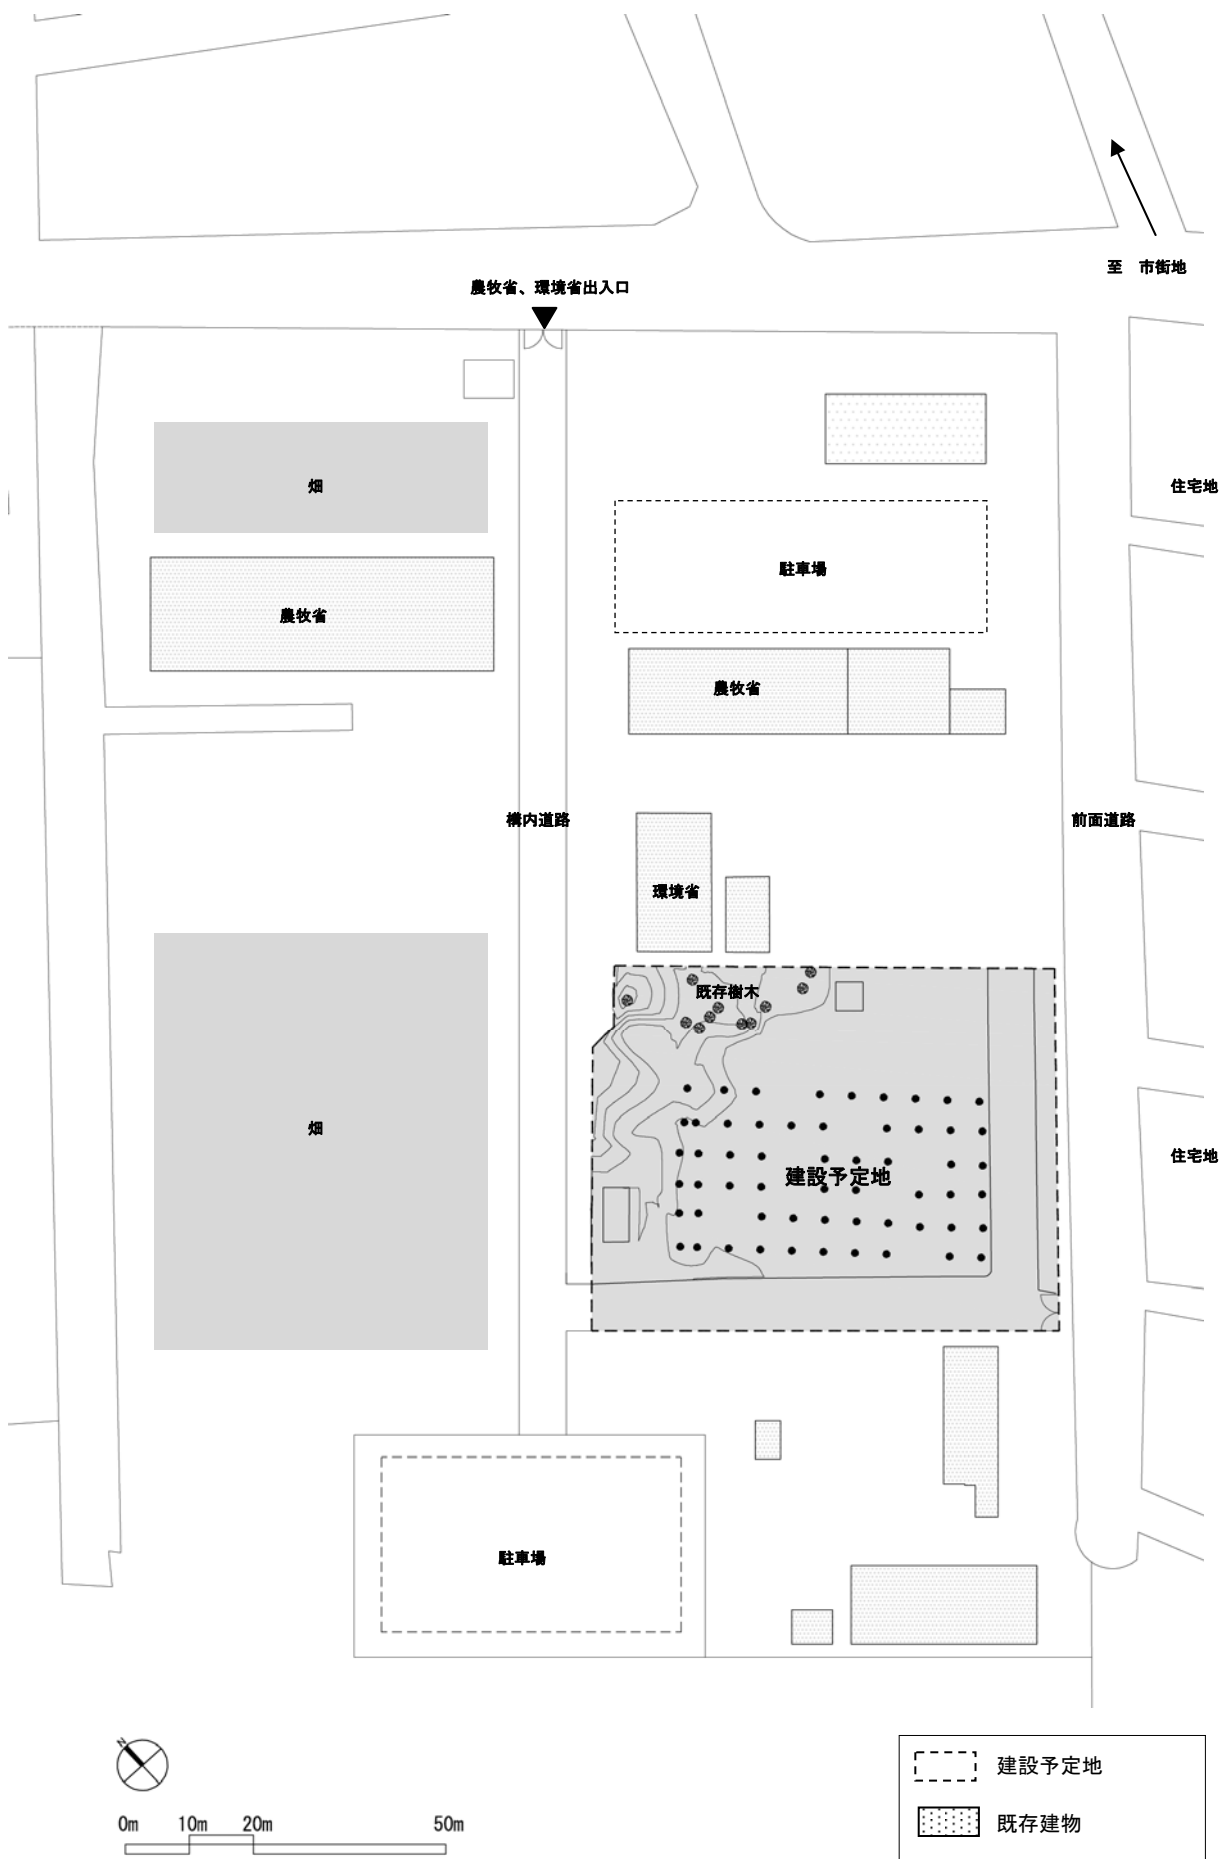 至 市街地
農牧省、環境省出入口
畑
住宅地
駐車場
農牧省
農牧省
構内道路
前面道路
環境省
既存樹木
畑
住宅地
建設予定地
駐車場
N
0m 10m 20m 50m
建設予定地
既存建物